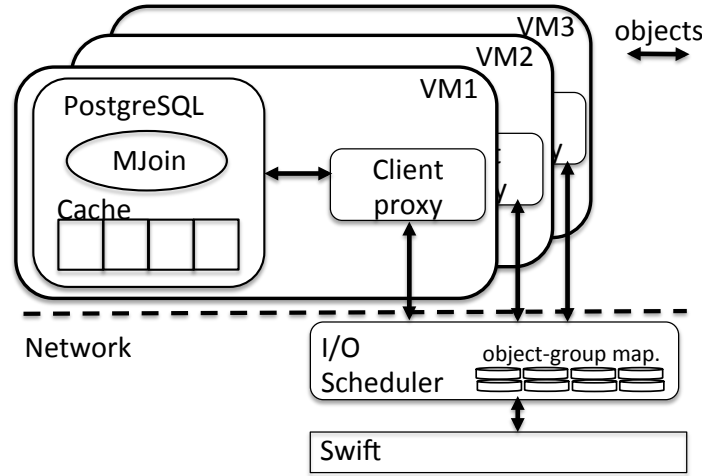 VM3
objects
VM2
VM1
PostgreSQL
MJoin
Client
proxy
Cache
Network
I/O
Scheduler
object-group map.
Swift